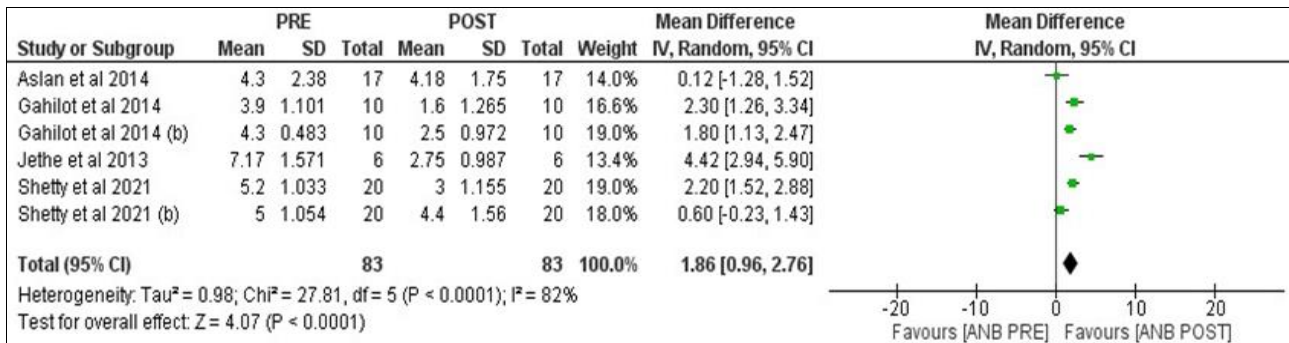 PRE POST Mean Difference Mean Difference
Study or Subgroup Mean SD Total Mean SD Total Weight IV, Random, 95% CI IV, Random, 95% CI
Aslan et al 2014 4.3 2.38 17 4.18 1.75 17 14.0% 0.12 [-1.28, 1.52]
Gahilot et al 2014 3.9 1.101 10 1.6 1.265 10 16.6% 2.30 [1.26, 3.34]
Gahilot et al 2014 (b) 4.3 0.483 10 2.5 0.972 10 19.0% 1.80 [1.13, 2.47]
Jethe et al 2013 7.17 1.571 6 2.75 0.987 6 13.4% 4.42 [2.94, 5.90]
Shetty et al 2021 5.2 1.033 20 3 1.155 20 19.0% 2.20 [1.52, 2.88]
Shetty et al 2021 (b) 5 1.054 20 4.4 1.56 20 18.0% 0.60 [-0.23, 1.43]
Total (95% CI) 83 83 100.0% 1.86 [0.96, 2.76]
Heterogeneity: Tau² = 0.98; Chi² = 27.81, df = 5 (P < 0.0001); I² = 82%
Test for overall effect: Z = 4.07 (P < 0.0001)
-20 -10 0 10 20
Favours [ANB PRE] Favours [ANB POST]